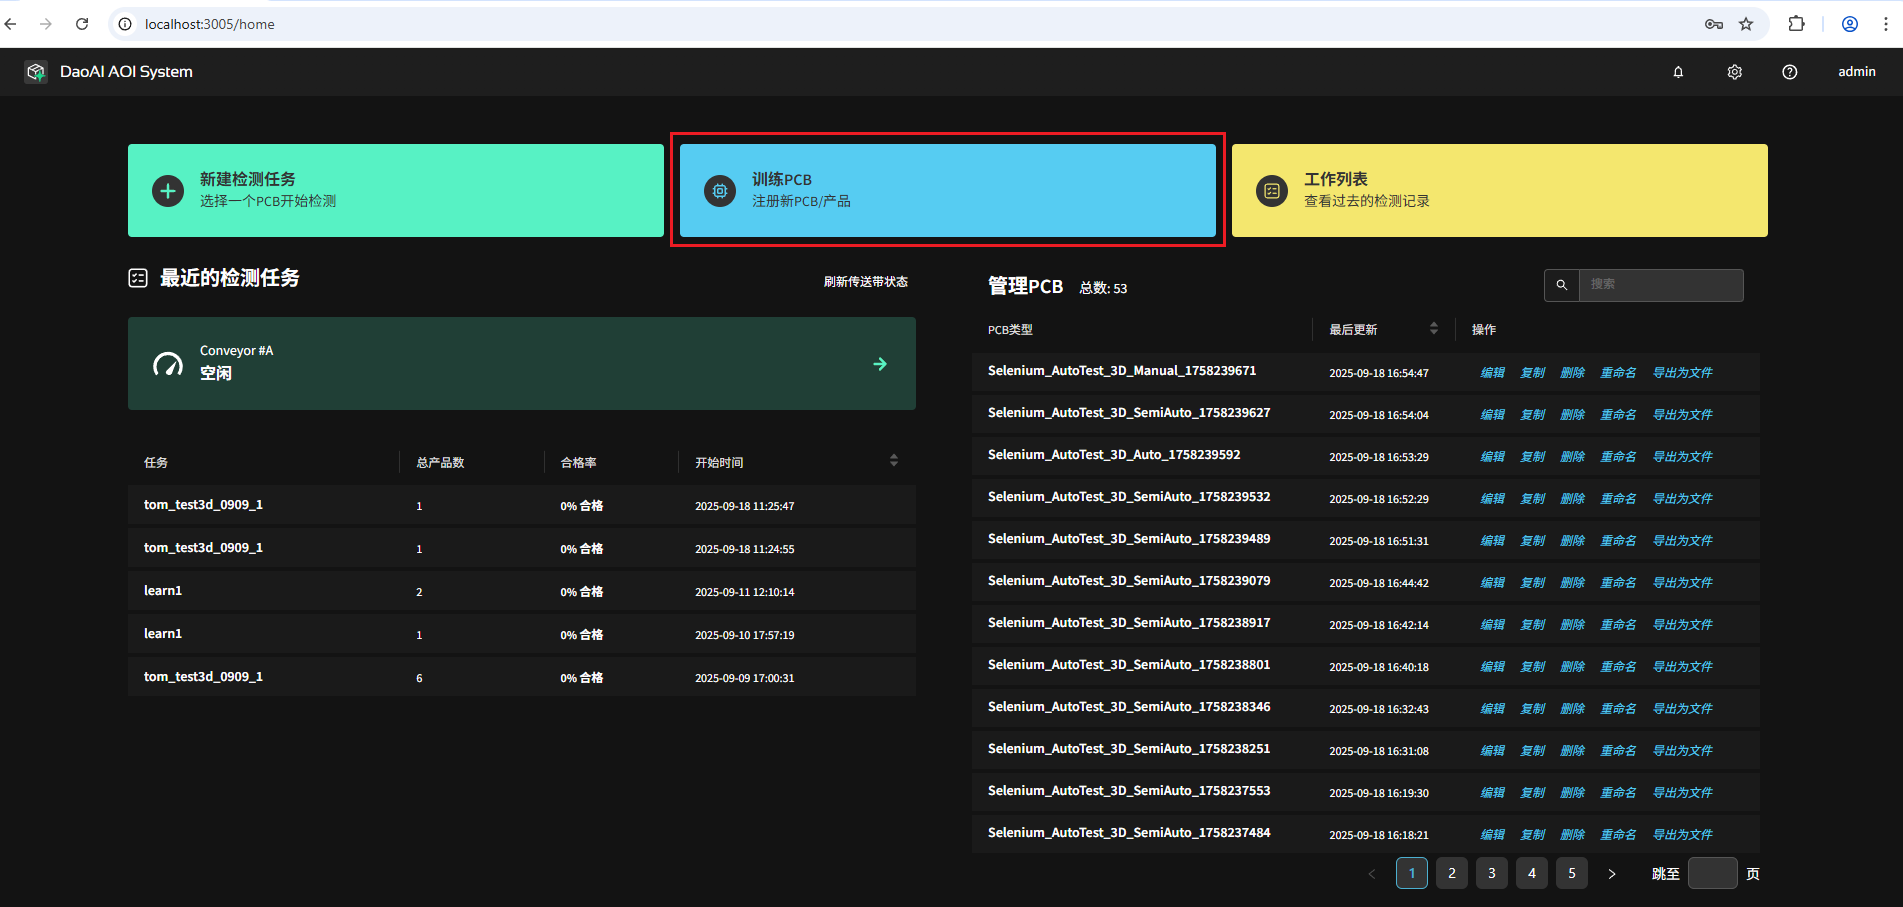 localhost:3005/home
DaoAI AOI System
admin
新建检测任务
选择一个PCB开始检测
训练PCB
注册新PCB/产品
工作列表
查看过去的检测记录
最近的检测任务
刷新传送带状态
Conveyor #A
空闲
任务 总产品数 合格率 开始时间
tom_test3d_0909_1 1 0% 合格 2025-09-18 11:25:47
tom_test3d_0909_1 1 0% 合格 2025-09-18 11:24:55
learn1 2 0% 合格 2025-09-11 12:10:14
learn1 1 0% 合格 2025-09-10 17:57:19
tom_test3d_0909_1 6 0% 合格 2025-09-09 17:00:31
管理PCB 总数: 53
搜索
PCB类型 最后更新 操作
Selenium_AutoTest_3D_Manual_1758239671 2025-09-18 16:54:47 编辑 复制 删除 重命名 导出为文件
Selenium_AutoTest_3D_SemiAuto_1758239627 2025-09-18 16:54:04 编辑 复制 删除 重命名 导出为文件
Selenium_AutoTest_3D_Auto_1758239592 2025-09-18 16:53:29 编辑 复制 删除 重命名 导出为文件
Selenium_AutoTest_3D_SemiAuto_1758239532 2025-09-18 16:52:29 编辑 复制 删除 重命名 导出为文件
Selenium_AutoTest_3D_SemiAuto_1758239489 2025-09-18 16:51:31 编辑 复制 删除 重命名 导出为文件
Selenium_AutoTest_3D_SemiAuto_1758239079 2025-09-18 16:44:42 编辑 复制 删除 重命名 导出为文件
Selenium_AutoTest_3D_SemiAuto_1758238917 2025-09-18 16:42:14 编辑 复制 删除 重命名 导出为文件
Selenium_AutoTest_3D_SemiAuto_1758238801 2025-09-18 16:40:18 编辑 复制 删除 重命名 导出为文件
Selenium_AutoTest_3D_SemiAuto_1758238346 2025-09-18 16:32:43 编辑 复制 删除 重命名 导出为文件
Selenium_AutoTest_3D_SemiAuto_1758238251 2025-09-18 16:31:08 编辑 复制 删除 重命名 导出为文件
Selenium_AutoTest_3D_SemiAuto_1758237553 2025-09-18 16:19:30 编辑 复制 删除 重命名 导出为文件
Selenium_AutoTest_3D_SemiAuto_1758237484 2025-09-18 16:18:21 编辑 复制 删除 重命名 导出为文件
1 2 3 4 5 跳至 页